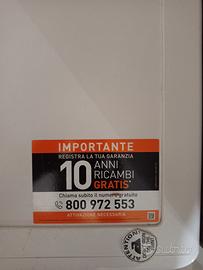 IMPORTANTE
REGISTRA LA TUA GARANZIA
10 ANNI
RICAMBI
GRATIS*
Chiama subito il numero gratuito
800 972 553
ATTIVAZIONE NECESSARIA
ATTENZIONE